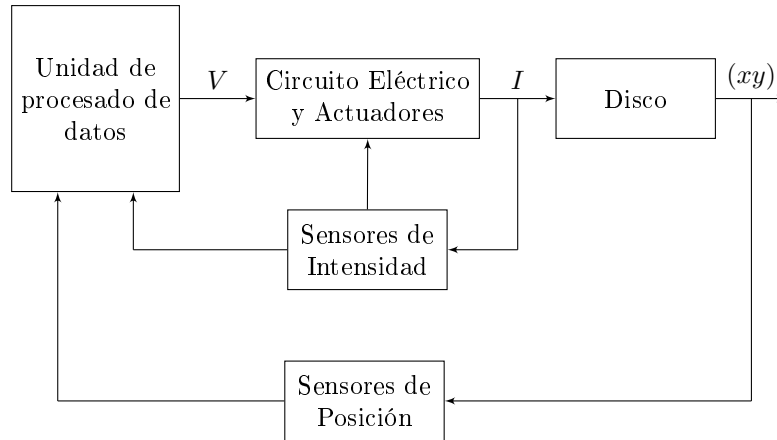 Unidad de
procesado de
datos
V
Circuito Eléctrico
y Actuadores
I
Disco
(xy)
Sensores de
Intensidad
Sensores de
Posición